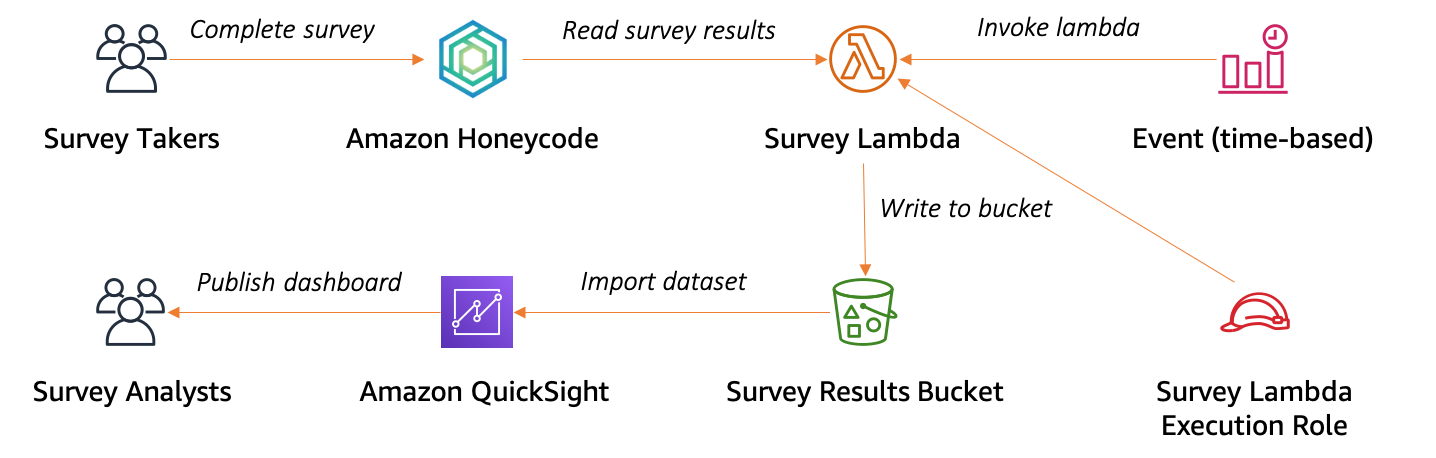 Complete survey
Read survey results
Invoke lambda
Survey Takers
Amazon Honeycode
Survey Lambda
Event (time-based)
Write to bucket
Publish dashboard
Import dataset
Survey Analysts
Amazon QuickSight
Survey Results Bucket
Survey Lambda
Execution Role